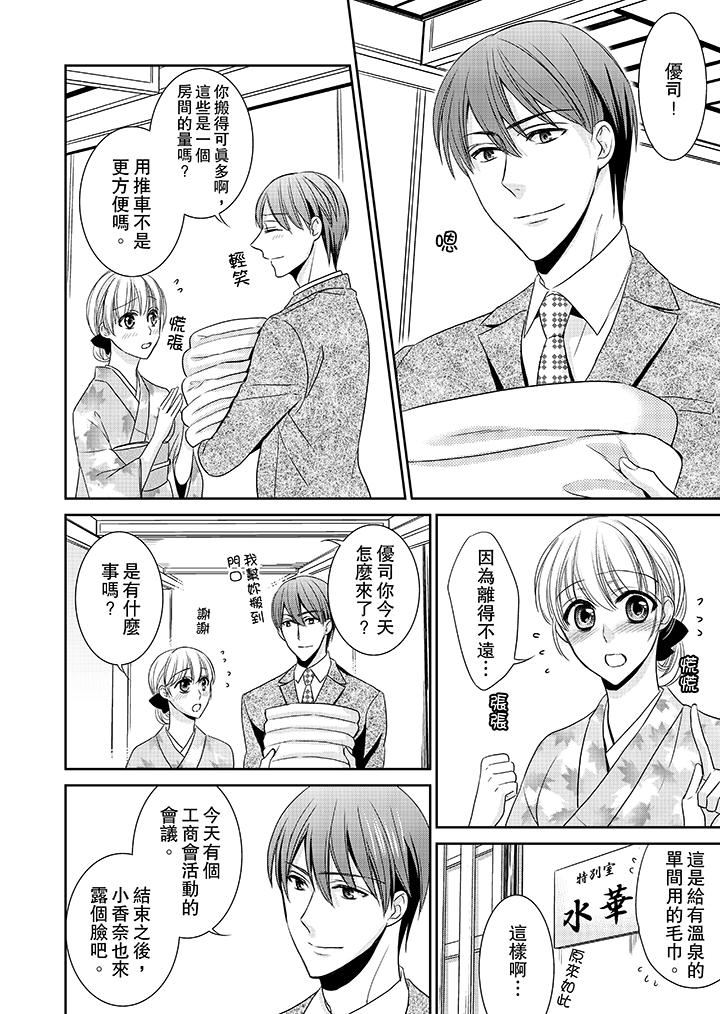 優司！
嗯
你搬得可真多啊，
這些是一個
房間的量嗎？
用推車不是
更方便嗎。
輕笑
慌張
因為離得不遠…
慌慌
張張
這是給有溫泉的
單間用的毛巾。
特別室
水華
原來如此
這樣啊…
優司你今天
怎麼來了？
我幫妳搬到
門口
謝謝
是有什麼
事嗎？
今天有個
工商會活動的
會議。
結束之後，
小香奈也來
露個臉吧。